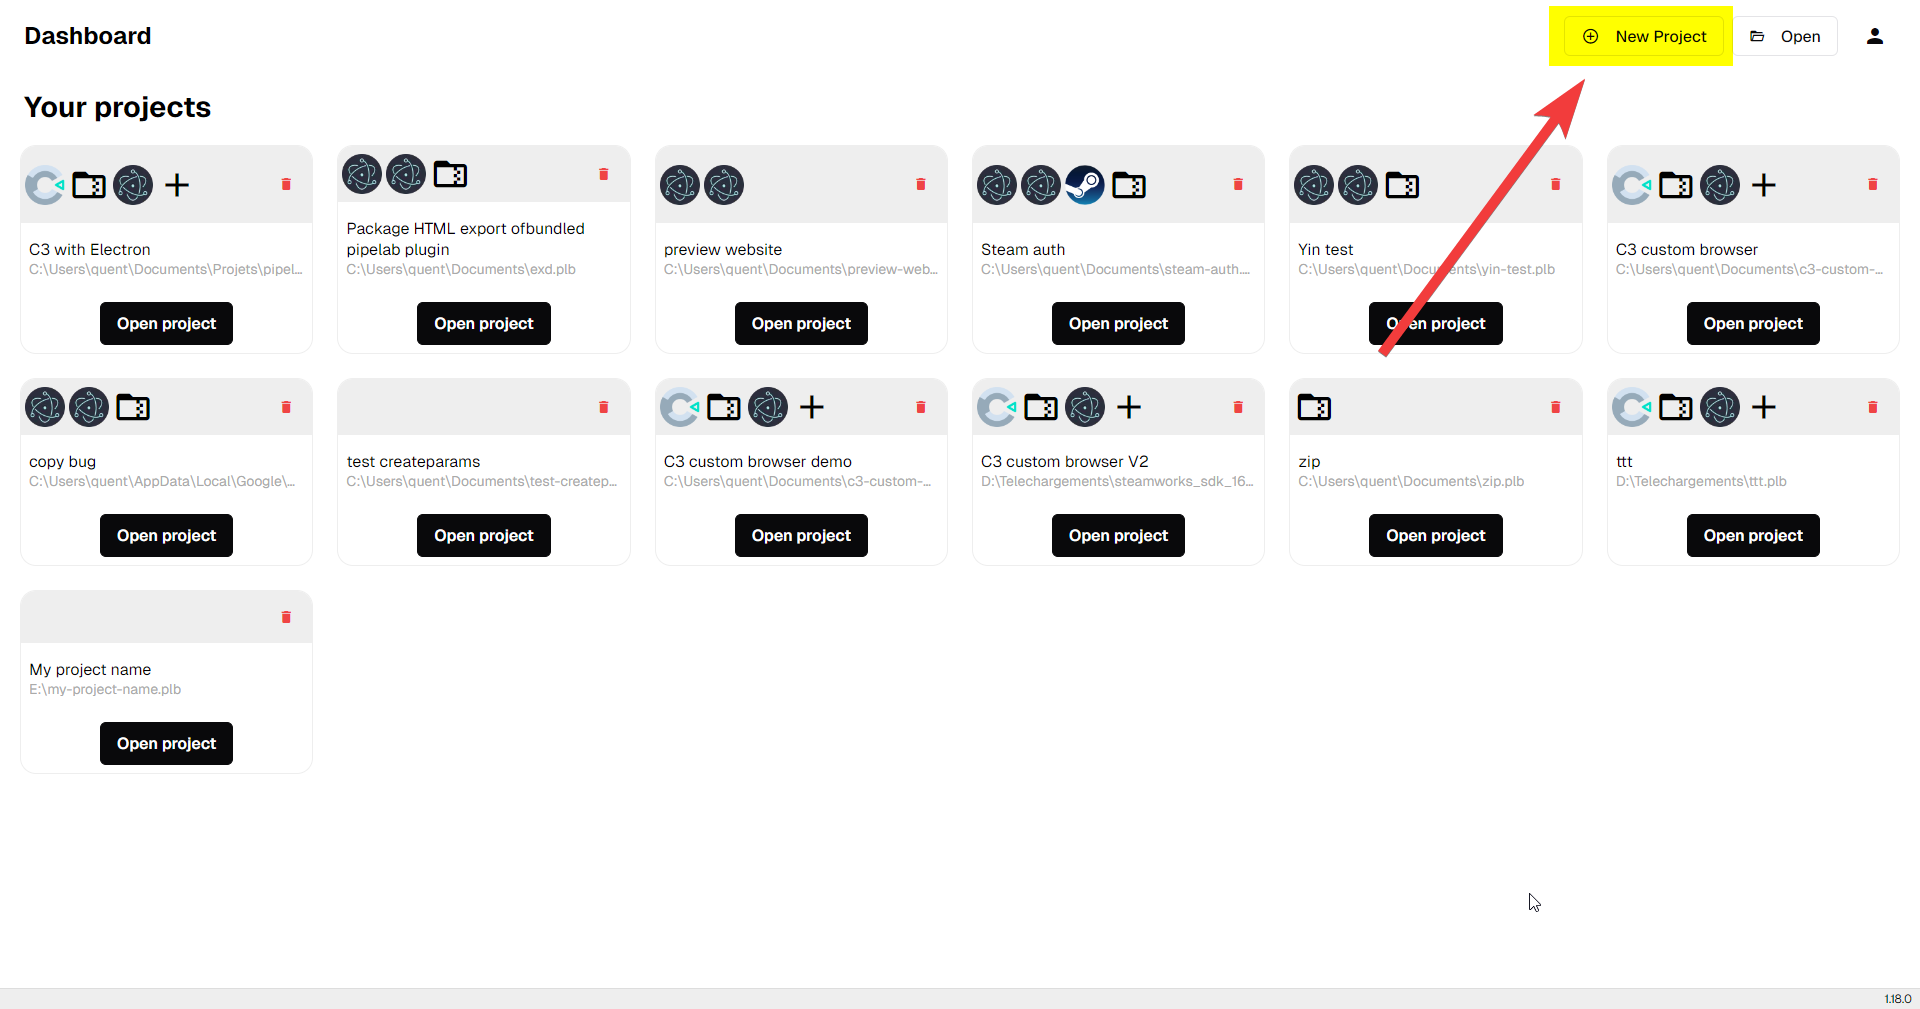 Dashboard
New Project
Open
Your projects
C3 with Electron
C:\Users\quent\Documents\Projets\pipel...
Open project
Package HTML export ofbundled
pipelab plugin
C:\Users\quent\Documents\exd.plb
Open project
preview website
C:\Users\quent\Documents\preview-web...
Open project
Steam auth
C:\Users\quent\Documents\steam-auth....
Open project
Yin test
C:\Users\quent\Documents\yin-test.plb
Open project
C3 custom browser
C:\Users\quent\Documents\c3-custom-...
Open project
copy bug
C:\Users\quent\AppData\Local\Google\...
Open project
test createparams
C:\Users\quent\Documents\test-createp...
Open project
C3 custom browser demo
C:\Users\quent\Documents\c3-custom-...
Open project
C3 custom browser V2
D:\Telechargements\steamworks_sdk_16...
Open project
zip
C:\Users\quent\Documents\zip.plb
Open project
ttt
D:\Telechargements\ttt.plb
Open project
My project name
E:\my-project-name.plb
Open project
1.18.0